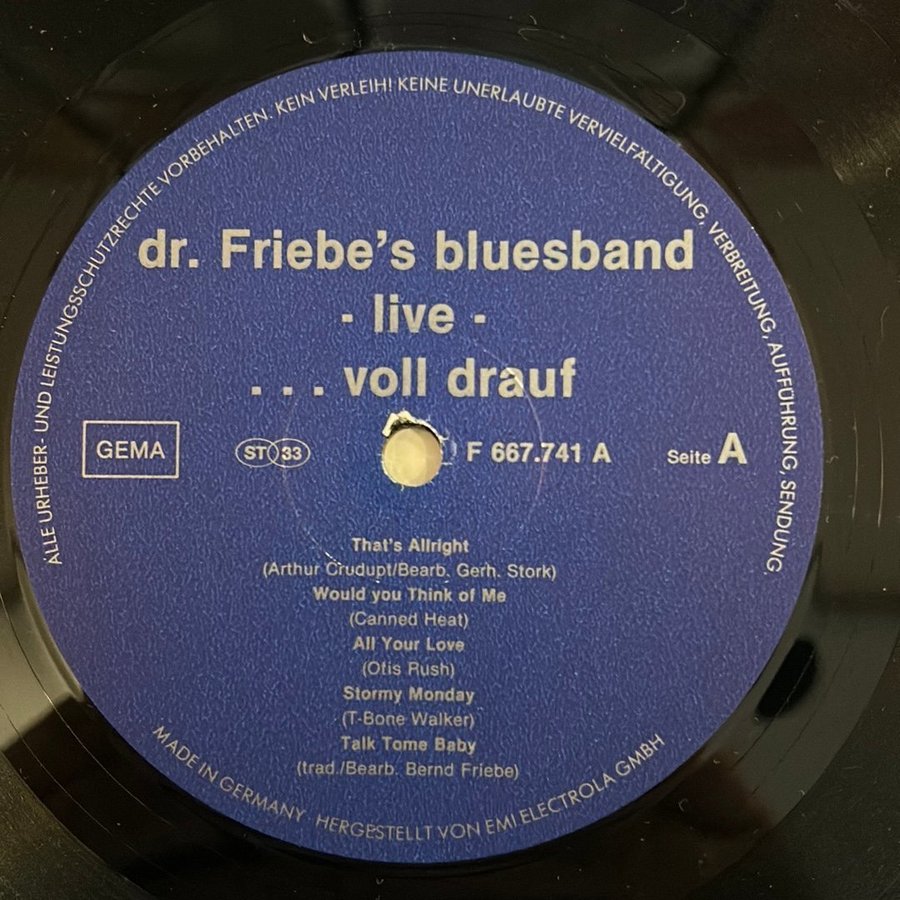 ALLE URHEBER- UND LEISTUNGSSCHUTZRECHTE VORBEHALTEN. KEIN VERLEIH! KEINE UNERLAUBTE VERVIELFÄLTIGUNG, VERBREITUNG, AUFFÜHRUNG, SENDUNG.
dr. Friebe's bluesband
- live -
. . . voll drauf
GEMA
ST 33
F 667.741 A
Seite A
That's Allright
(Arthur Crudupt/Bearb. Gerh. Stork)
Would you Think of Me
(Canned Heat)
All Your Love
(Otis Rush)
Stormy Monday
(T-Bone Walker)
Talk Tome Baby
(trad./Bearb. Bernd Friebe)
MADE IN GERMANY · HERGESTELLT VON EMI ELECTROLA GMBH